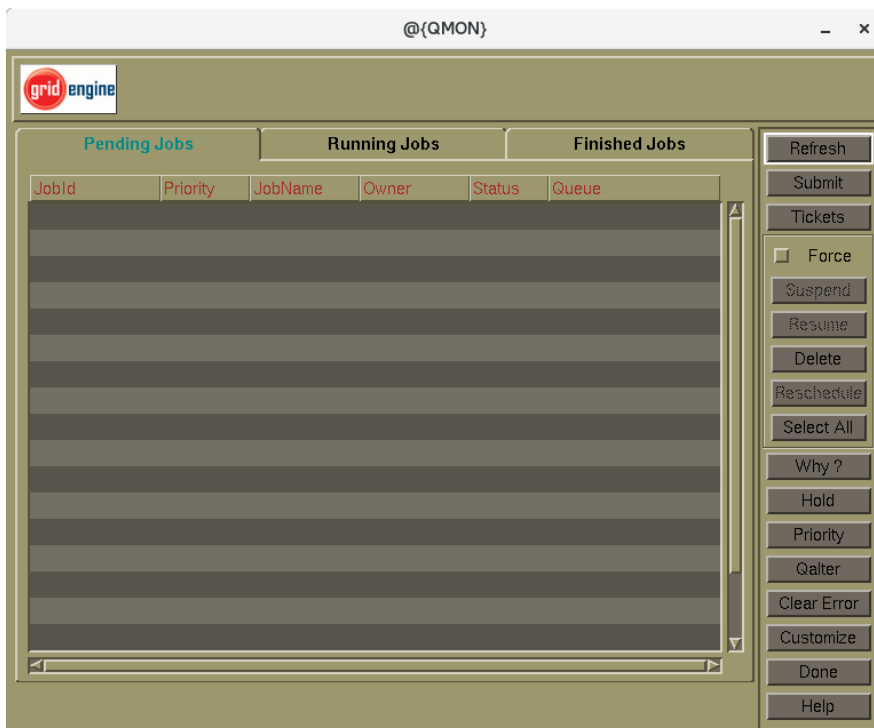 @{QMON}
grid engine
Pending Jobs Running Jobs Finished Jobs
JobId Priority JobName Owner Status Queue
Refresh
Submit
Tickets
Force
Suspend
Resume
Delete
Reschedule
Select All
Why ?
Hold
Priority
Qalter
Clear Error
Customize
Done
Help